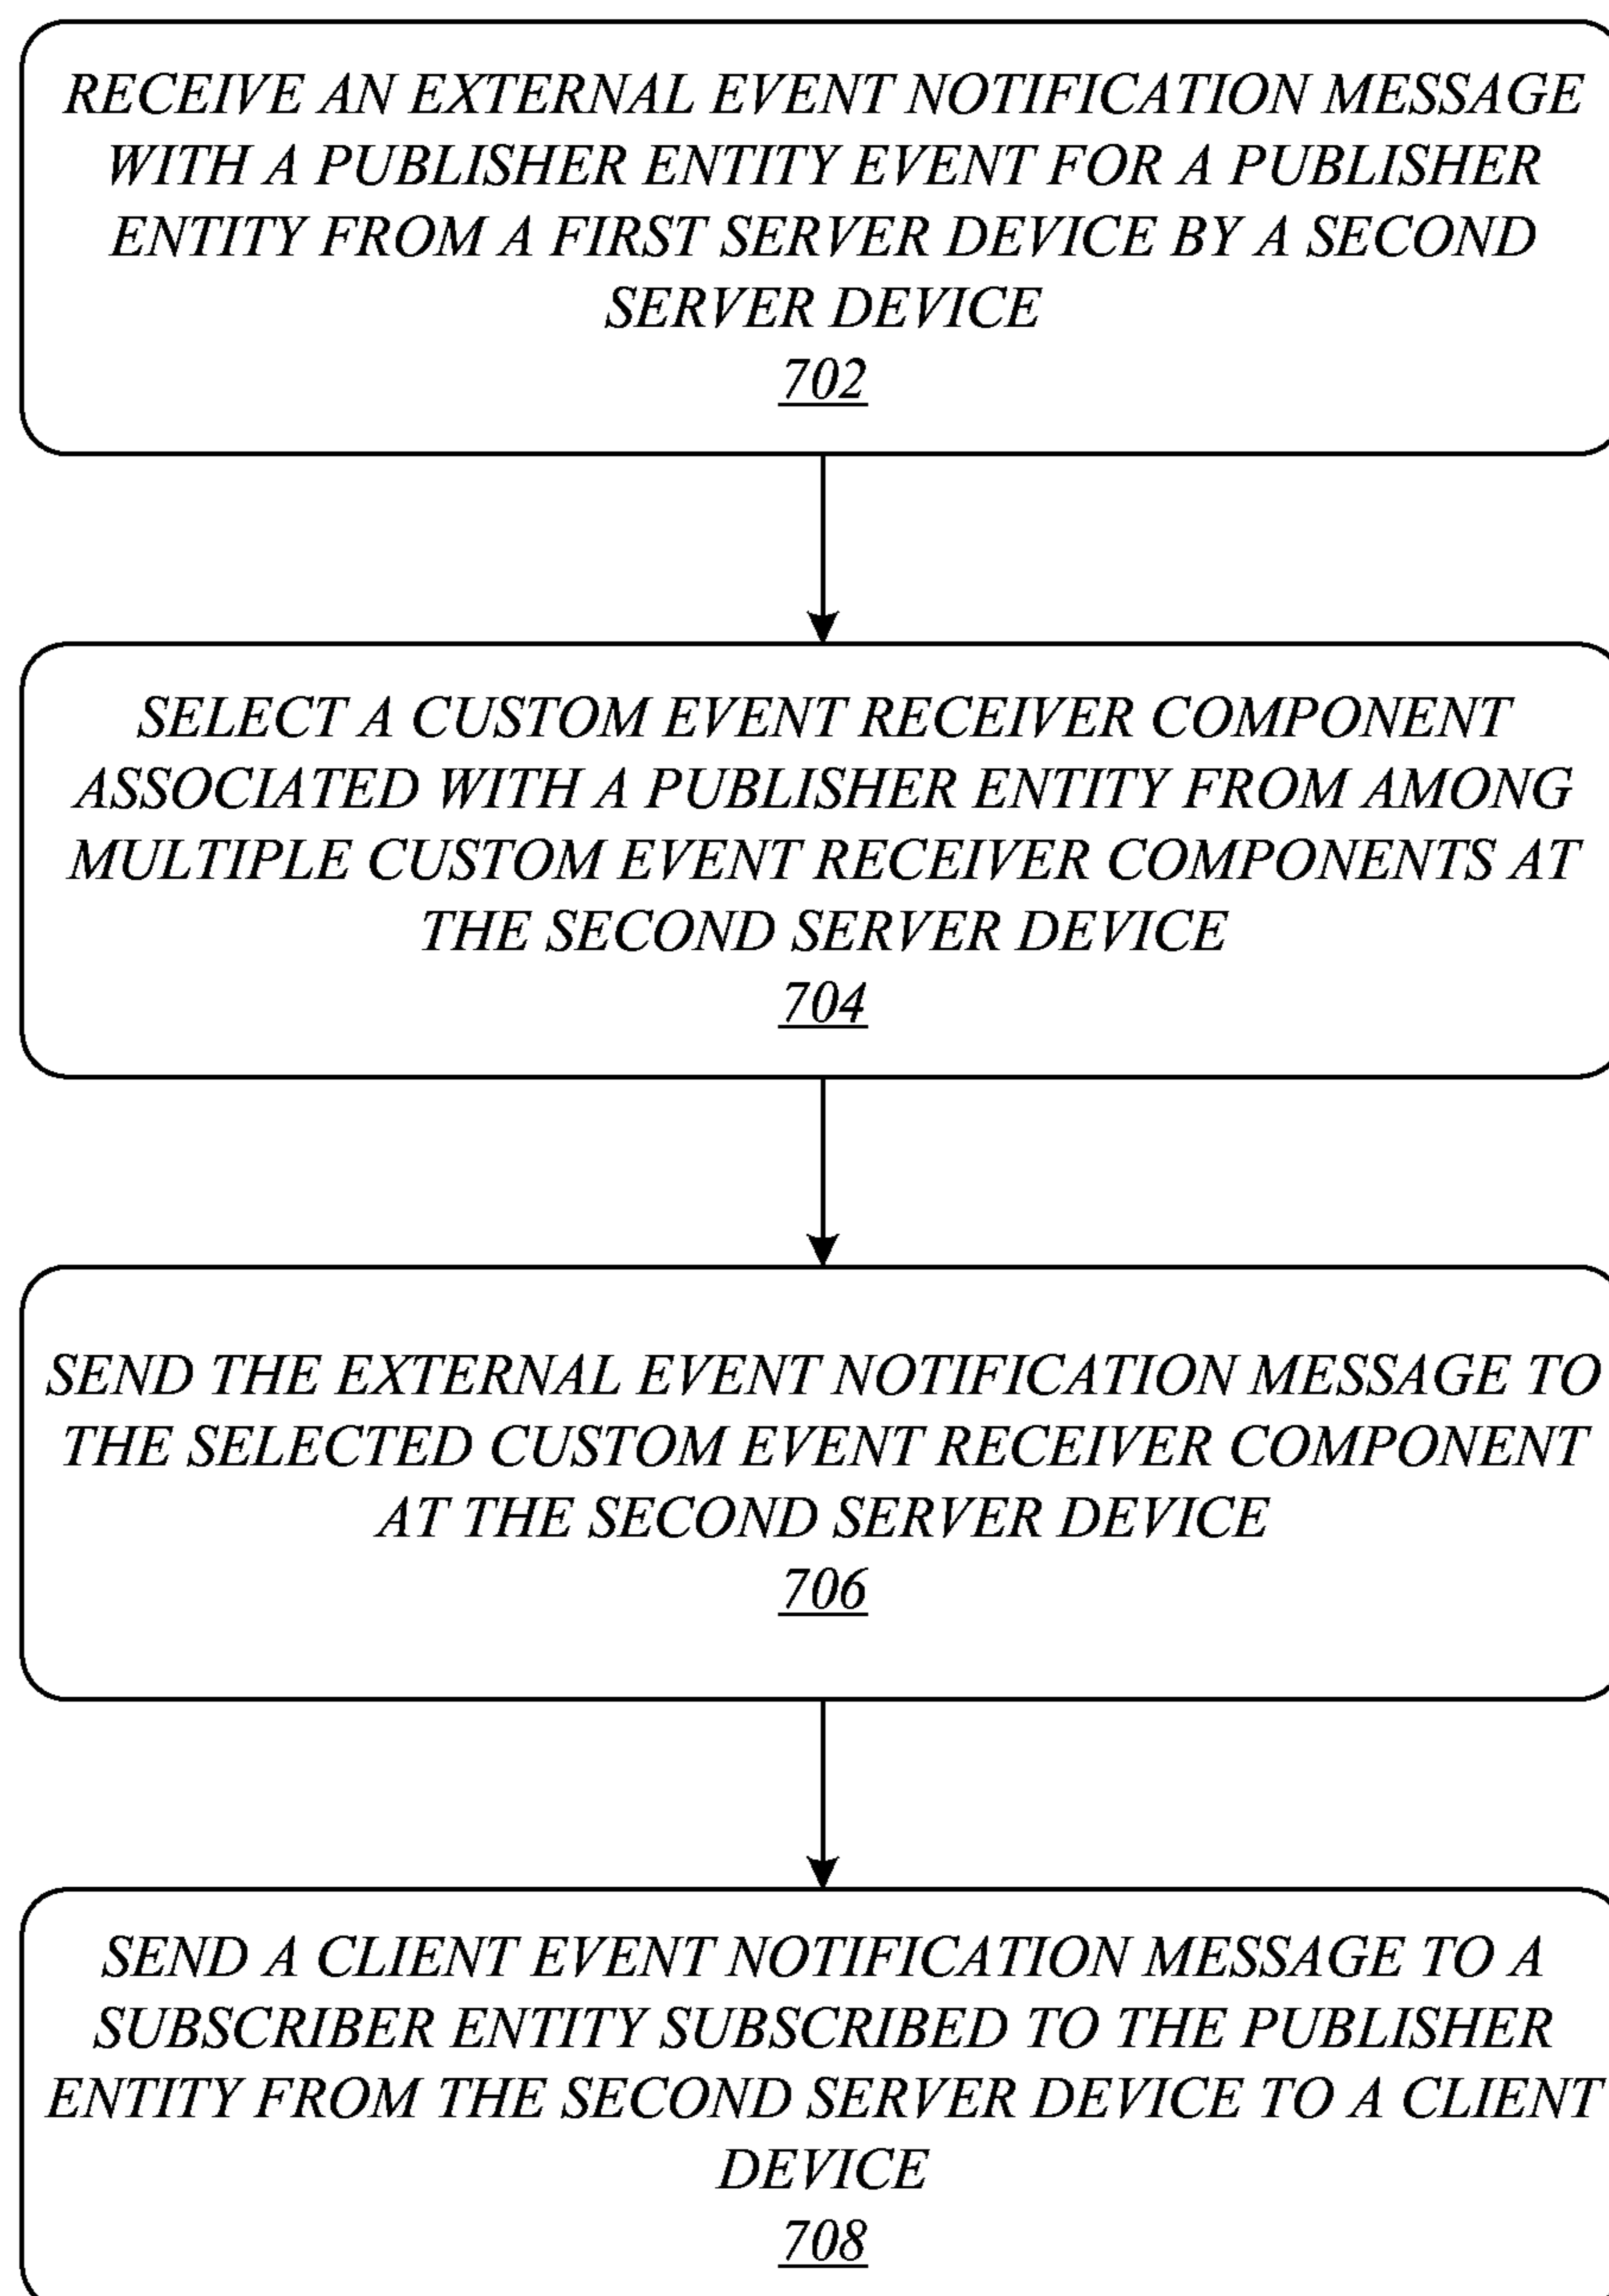 RECEIVE AN EXTERNAL EVENT NOTIFICATION MESSAGE
WITH A PUBLISHER ENTITY EVENT FOR A PUBLISHER
ENTITY FROM A FIRST SERVER DEVICE BY A SECOND
SERVER DEVICE
702
SELECT A CUSTOM EVENT RECEIVER COMPONENT
ASSOCIATED WITH A PUBLISHER ENTITY FROM AMONG
MULTIPLE CUSTOM EVENT RECEIVER COMPONENTS AT
THE SECOND SERVER DEVICE
704
SEND THE EXTERNAL EVENT NOTIFICATION MESSAGE TO
THE SELECTED CUSTOM EVENT RECEIVER COMPONENT
AT THE SECOND SERVER DEVICE
706
SEND A CLIENT EVENT NOTIFICATION MESSAGE TO A
SUBSCRIBER ENTITY SUBSCRIBED TO THE PUBLISHER
ENTITY FROM THE SECOND SERVER DEVICE TO A CLIENT
DEVICE
708